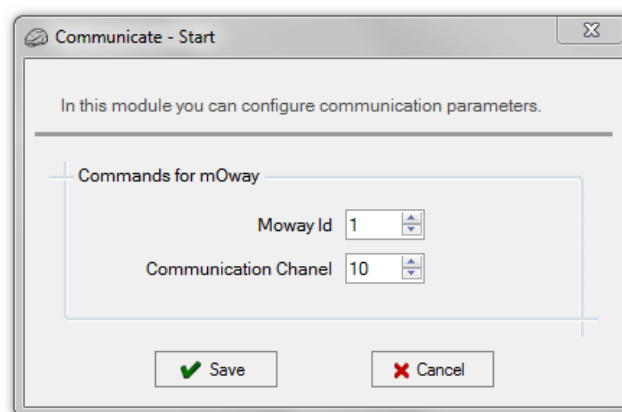 Communicate - Start
In this module you can configure communication parameters.
Commands for mOway
Moway Id 1
Communication Chanel 10
Save Cancel